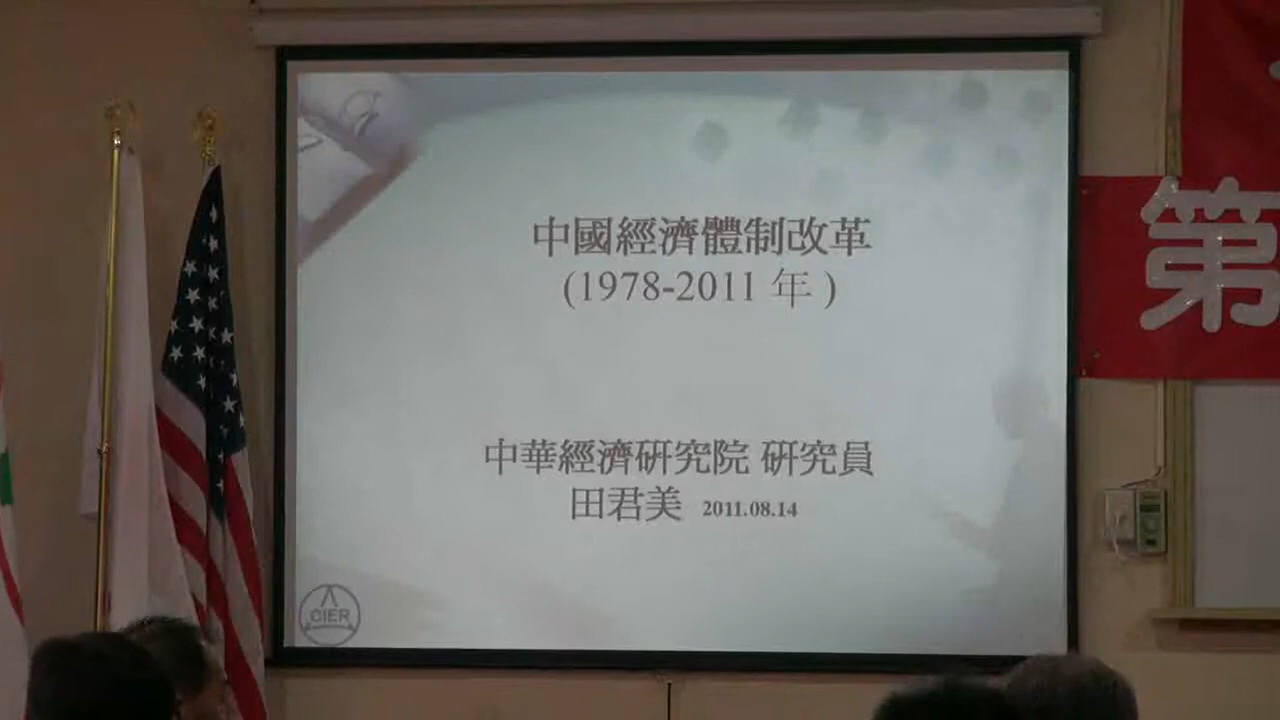 中國經濟體制改革
(1978-2011 年 )
中華經濟研究院 研究員
田君美 2011.08.14
CIER
第